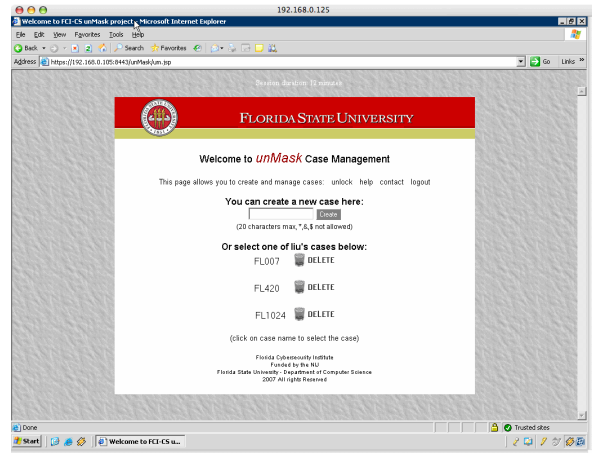 192.168.0.125
Welcome to FCI-CS unMask project - Microsoft Internet Explorer
File Edit View Favorites Tools Help
Back Search Favorites
Address https://192.168.0.105:8443/unMask/um.jsp Go Links »
Session duration: 12 minutes
FLORIDA STATE UNIVERSITY
Welcome to unMask Case Management
This page allows you to create and manage cases: unlock help contact logout
You can create a new case here:
Create
(20 characters max, *,&,$ not allowed)
Or select one of liu's cases below:
FL007 DELETE
FL420 DELETE
FL1024 DELETE
(click on case name to select the case)
Florida Cybersecurity Institute
Funded by the NIJ
Florida State University - Department of Computer Science
2007 All rights Reserved
Done Trusted sites
Start Welcome to FCI-CS u...